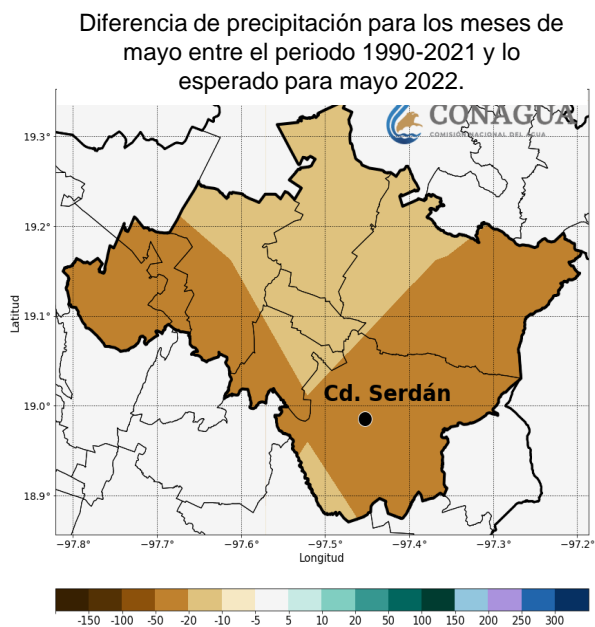 Diferencia de precipitación para los meses de
mayo entre el periodo 1990-2021 y lo
esperado para mayo 2022.
CONAGUA
COMISIÓN NACIONAL DEL AGUA
19.3°
19.2°
19.1°
19.0°
18.9°
Latitud
Cd. Serdán
−97.8° −97.7° −97.6° −97.5° −97.4° −97.3° −97.2°
Longitud
-150 -100 -50 -20 -10 -5 5 10 20 50 100 150 200 250 300